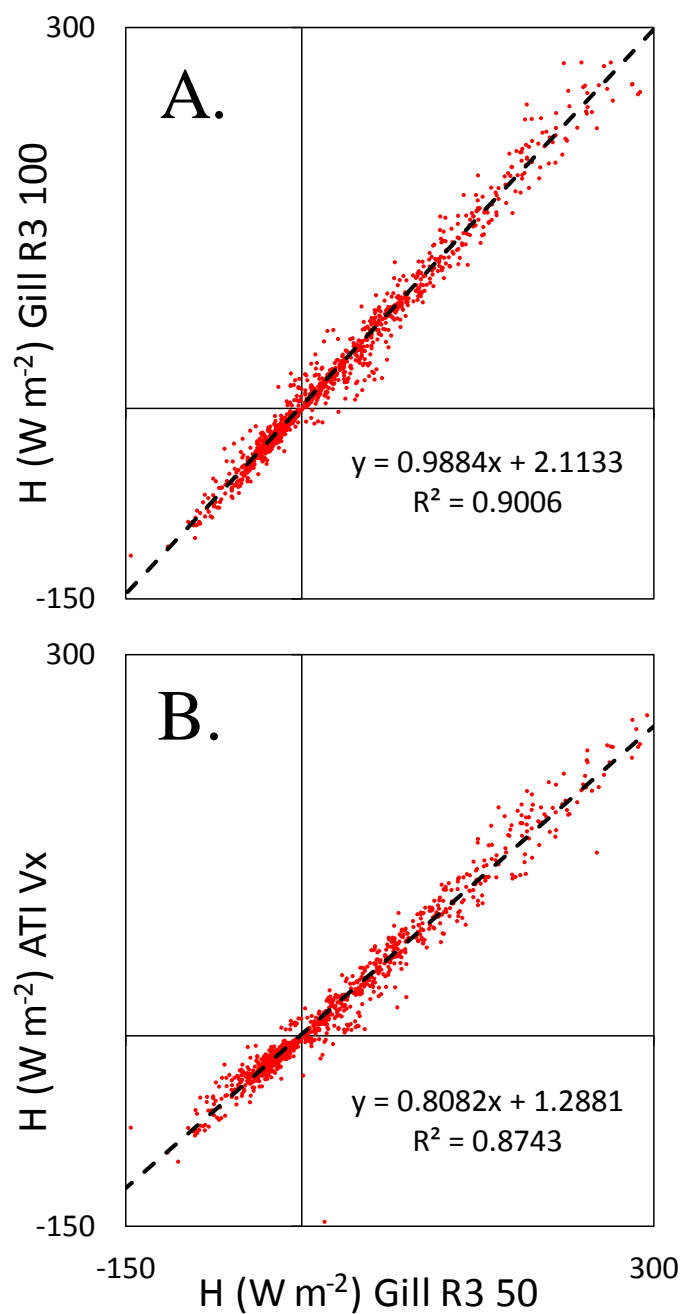 300
A.
H (W m-2) Gill R3 100
y = 0.9884x + 2.1133
R² = 0.9006
-150
300
B.
H (W m-2) ATI Vx
y = 0.8082x + 1.2881
R² = 0.8743
-150
-150 300
H (W m-2) Gill R3 50